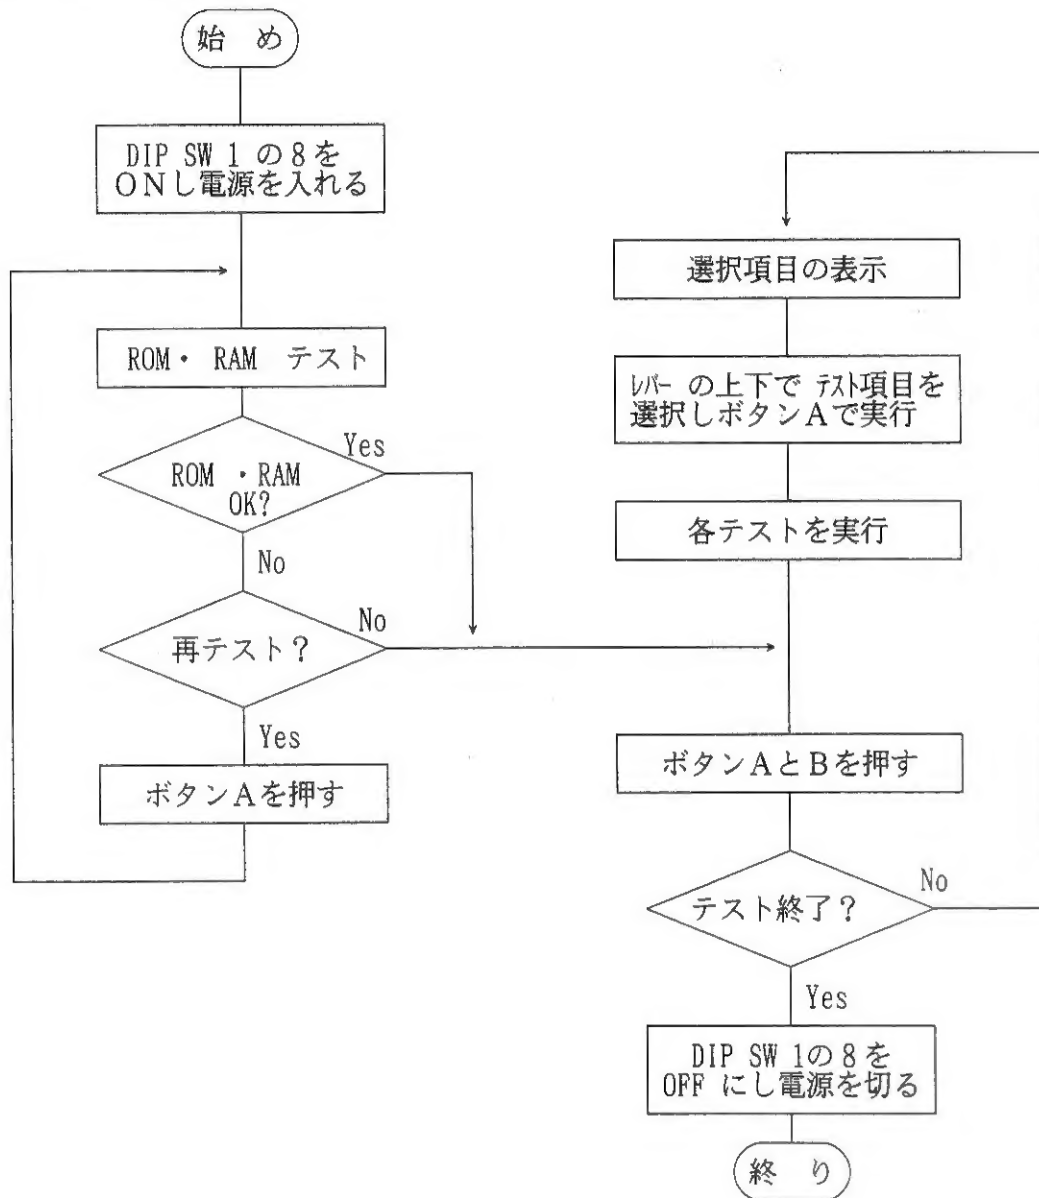 始 め
DIP SW 1 の 8 を
ONし電源を入れる
ROM・ RAM テスト
ROM ・RAM
OK?
Yes
No
再テスト？
No
Yes
ボタンAを押す
選択項目の表示
ﾚﾊﾞｰ の上下で ﾃｽﾄ項目を
選択しボタンAで実行
各テストを実行
ボタンAとBを押す
テスト終了？
No
Yes
DIP SW 1の 8 を
OFF にし電源を切る
終 り